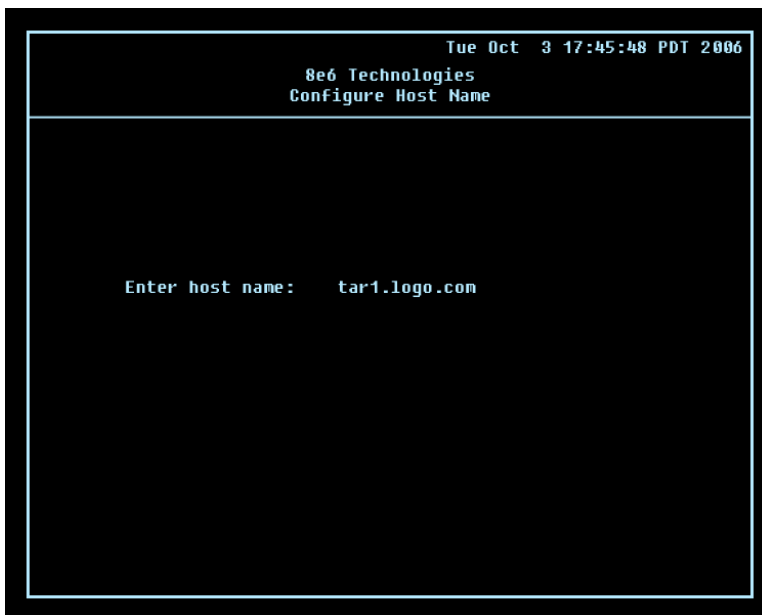 Tue Oct  3 17:45:48 PDT 2006
8e6 Technologies
Configure Host Name
Enter host name:    tar1.logo.com